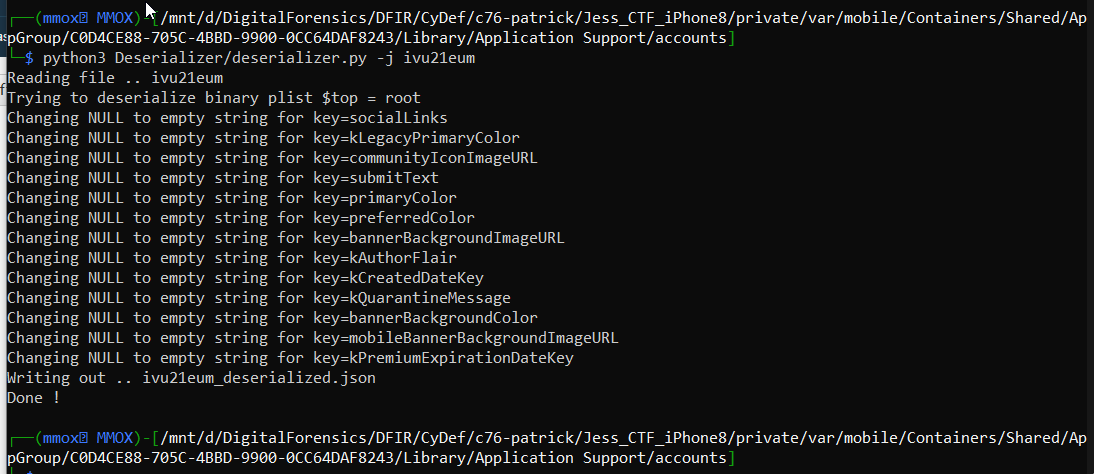 ┌──(mmox㉿ MMOX)-[/mnt/d/DigitalForensics/DFIR/CyDef/c76-patrick/Jess_CTF_iPhone8/private/var/mobile/Containers/Shared/Ap
pGroup/C0D4CE88-705C-4BBD-9900-0CC64DAF8243/Library/Application Support/accounts]
└─$ python3 Deserializer/deserializer.py -j ivu21eum
Reading file .. ivu21eum
Trying to deserialize binary plist $top = root
Changing NULL to empty string for key=socialLinks
Changing NULL to empty string for key=kLegacyPrimaryColor
Changing NULL to empty string for key=communityIconImageURL
Changing NULL to empty string for key=submitText
Changing NULL to empty string for key=primaryColor
Changing NULL to empty string for key=preferredColor
Changing NULL to empty string for key=bannerBackgroundImageURL
Changing NULL to empty string for key=kAuthorFlair
Changing NULL to empty string for key=kCreatedDateKey
Changing NULL to empty string for key=kQuarantineMessage
Changing NULL to empty string for key=bannerBackgroundColor
Changing NULL to empty string for key=mobileBannerBackgroundImageURL
Changing NULL to empty string for key=kPremiumExpirationDateKey
Writing out .. ivu21eum_deserialized.json
Done !
┌──(mmox㉿ MMOX)-[/mnt/d/DigitalForensics/DFIR/CyDef/c76-patrick/Jess_CTF_iPhone8/private/var/mobile/Containers/Shared/Ap
pGroup/C0D4CE88-705C-4BBD-9900-0CC64DAF8243/Library/Application Support/accounts]